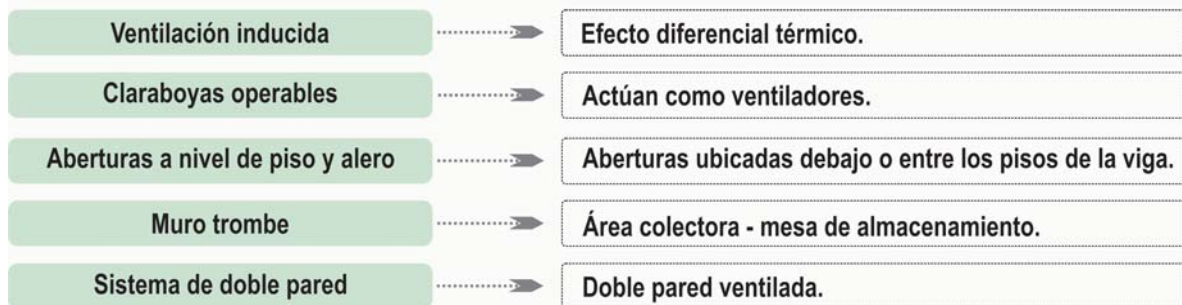 Ventilación inducida
Efecto diferencial térmico.
Claraboyas operables
Actúan como ventiladores.
Aberturas a nivel de piso y alero
Aberturas ubicadas debajo o entre los pisos de la viga.
Muro trombe
Área colectora - mesa de almacenamiento.
Sistema de doble pared
Doble pared ventilada.